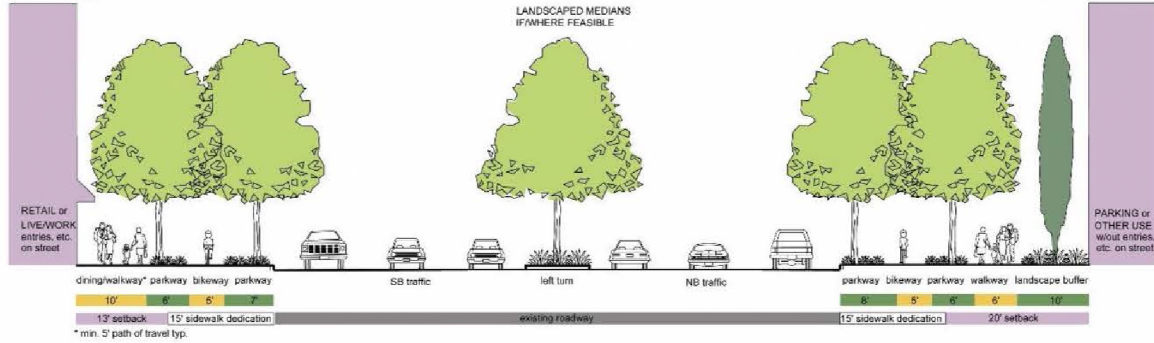 LANDSCAPED MEDIANS
IF/WHERE FEASIBLE
RETAIL or
LIVE/WORK
entries, etc.
on street
PARKING or
OTHER USE
w/out entries,
etc. on street
dining/walkway* parkway bikeway parkway
SB traffic
left turn
NB traffic
parkway bikeway parkway walkway landscape buffer
10' 6' 5' 7'
8' 5' 6' 6' 10'
13' setback 15' sidewalk dedication existing roadway 15' sidewalk dedication 20' setback
* min. 5' path of travel typ.